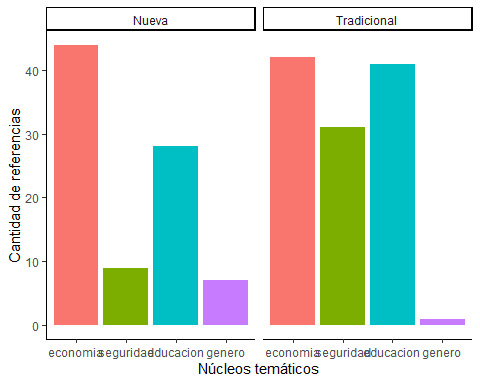 Nueva Tradicional
40
30
20
10
0
Cantidad de referencias
economia seguridad educacion genero economia seguridad educacion genero
Núcleos temáticos